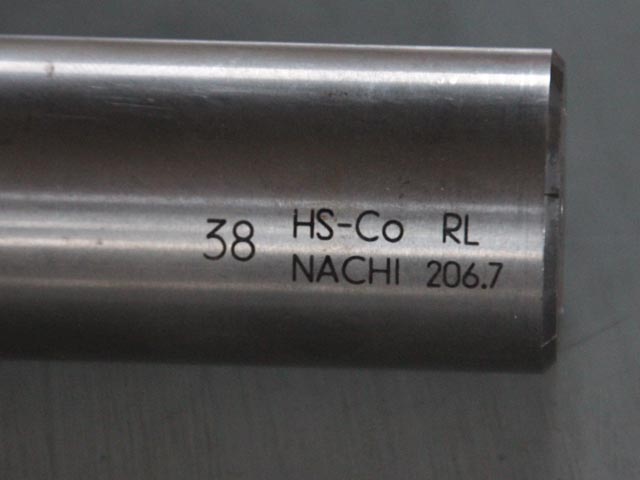 38 HS-Co RL
NACHI 206.7